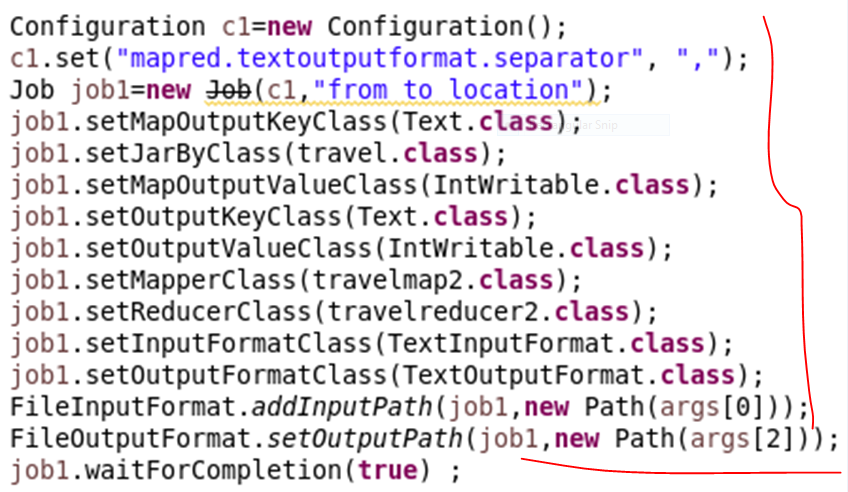 Configuration c1=new Configuration();
c1.set("mapred.textoutputformat.separator", ",");
Job job1=new Job(c1,"from to location");
job1.setMapOutputKeyClass(Text.class);
job1.setJarByClass(travel.class);
job1.setMapOutputValueClass(IntWritable.class);
job1.setOutputKeyClass(Text.class);
job1.setOutputValueClass(IntWritable.class);
job1.setMapperClass(travelmap2.class);
job1.setReducerClass(travelreducer2.class);
job1.setInputFormatClass(TextInputFormat.class);
job1.setOutputFormatClass(TextOutputFormat.class);
FileInputFormat.addInputPath(job1,new Path(args[0]));
FileOutputFormat.setOutputPath(job1,new Path(args[2]));
job1.waitForCompletion(true) ;